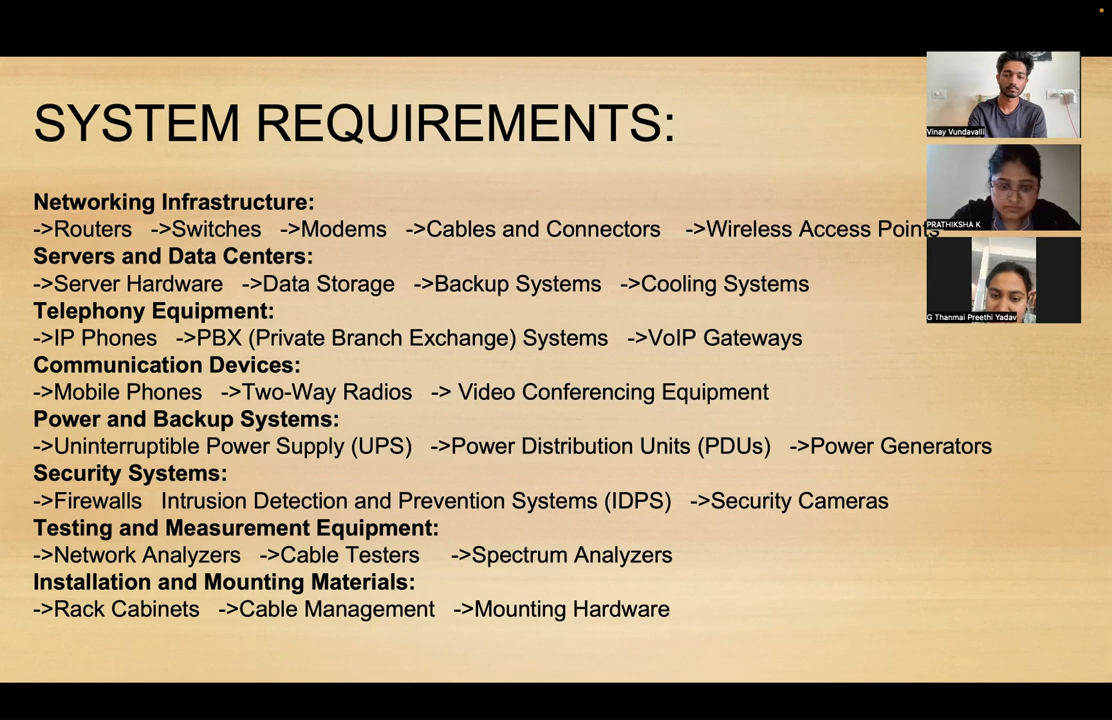 SYSTEM REQUIREMENTS:
Networking Infrastructure:
->Routers ->Switches ->Modems ->Cables and Connectors ->Wireless Access Points
Servers and Data Centers:
->Server Hardware ->Data Storage ->Backup Systems ->Cooling Systems
Telephony Equipment:
->IP Phones ->PBX (Private Branch Exchange) Systems ->VoIP Gateways
Communication Devices:
->Mobile Phones ->Two-Way Radios -> Video Conferencing Equipment
Power and Backup Systems:
->Uninterruptible Power Supply (UPS) ->Power Distribution Units (PDUs) ->Power Generators
Security Systems:
->Firewalls Intrusion Detection and Prevention Systems (IDPS) ->Security Cameras
Testing and Measurement Equipment:
->Network Analyzers ->Cable Testers ->Spectrum Analyzers
Installation and Mounting Materials:
->Rack Cabinets ->Cable Management ->Mounting Hardware
Vinay Vundavalli
PRATHIKSHA K
G Thanmai Preethi Yadav